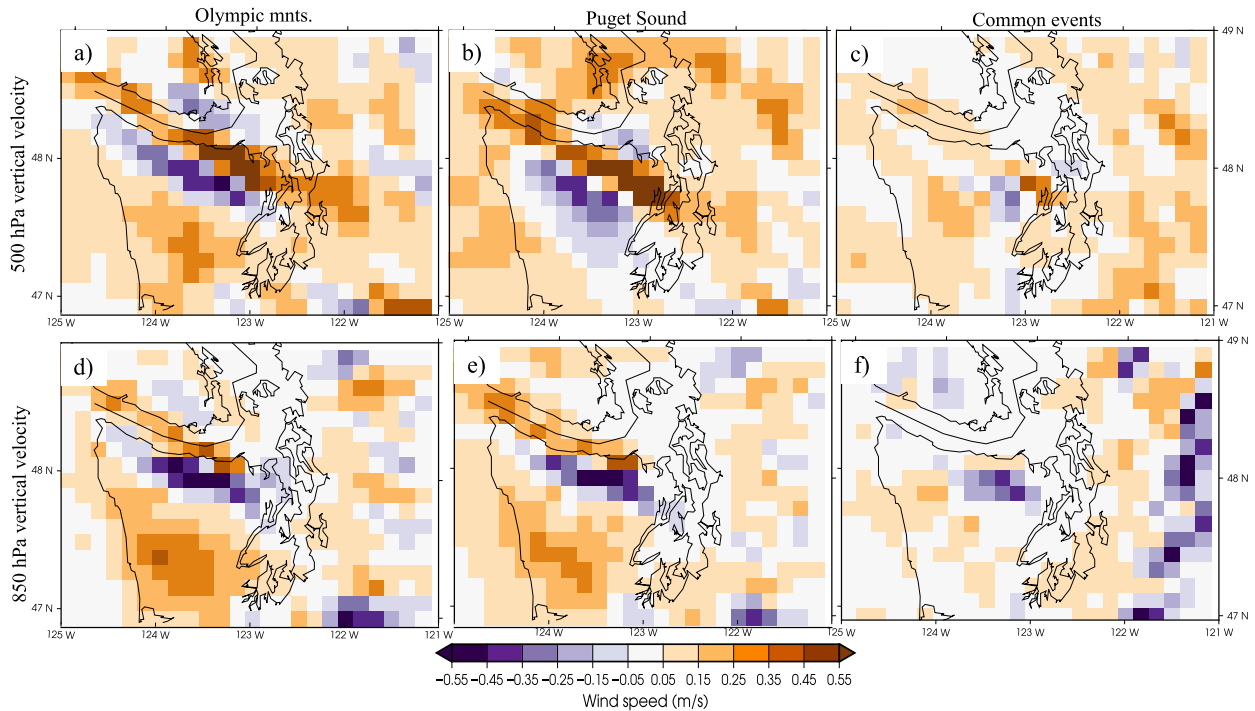 Olympic mnts. Puget Sound Common events
a) b) c) 49 N
500 hPa vertical velocity
48 N 48 N
47 N 47 N
125 W 124 W 123 W 122 W 125 W 124 W 123 W 122 W 125 W 124 W 123 W 122 W 121 W
d) e) f) 49 N
850 hPa vertical velocity
48 N 48 N
47 N 47 N
125 W 124 W 123 W 122 W 121 W 124 W 123 W 122 W 125 W 124 W 123 W 122 W 121 W
−0.55 −0.45 −0.35 −0.25 −0.15 −0.05 0.05 0.15 0.25 0.35 0.45 0.55
Wind speed (m/s)